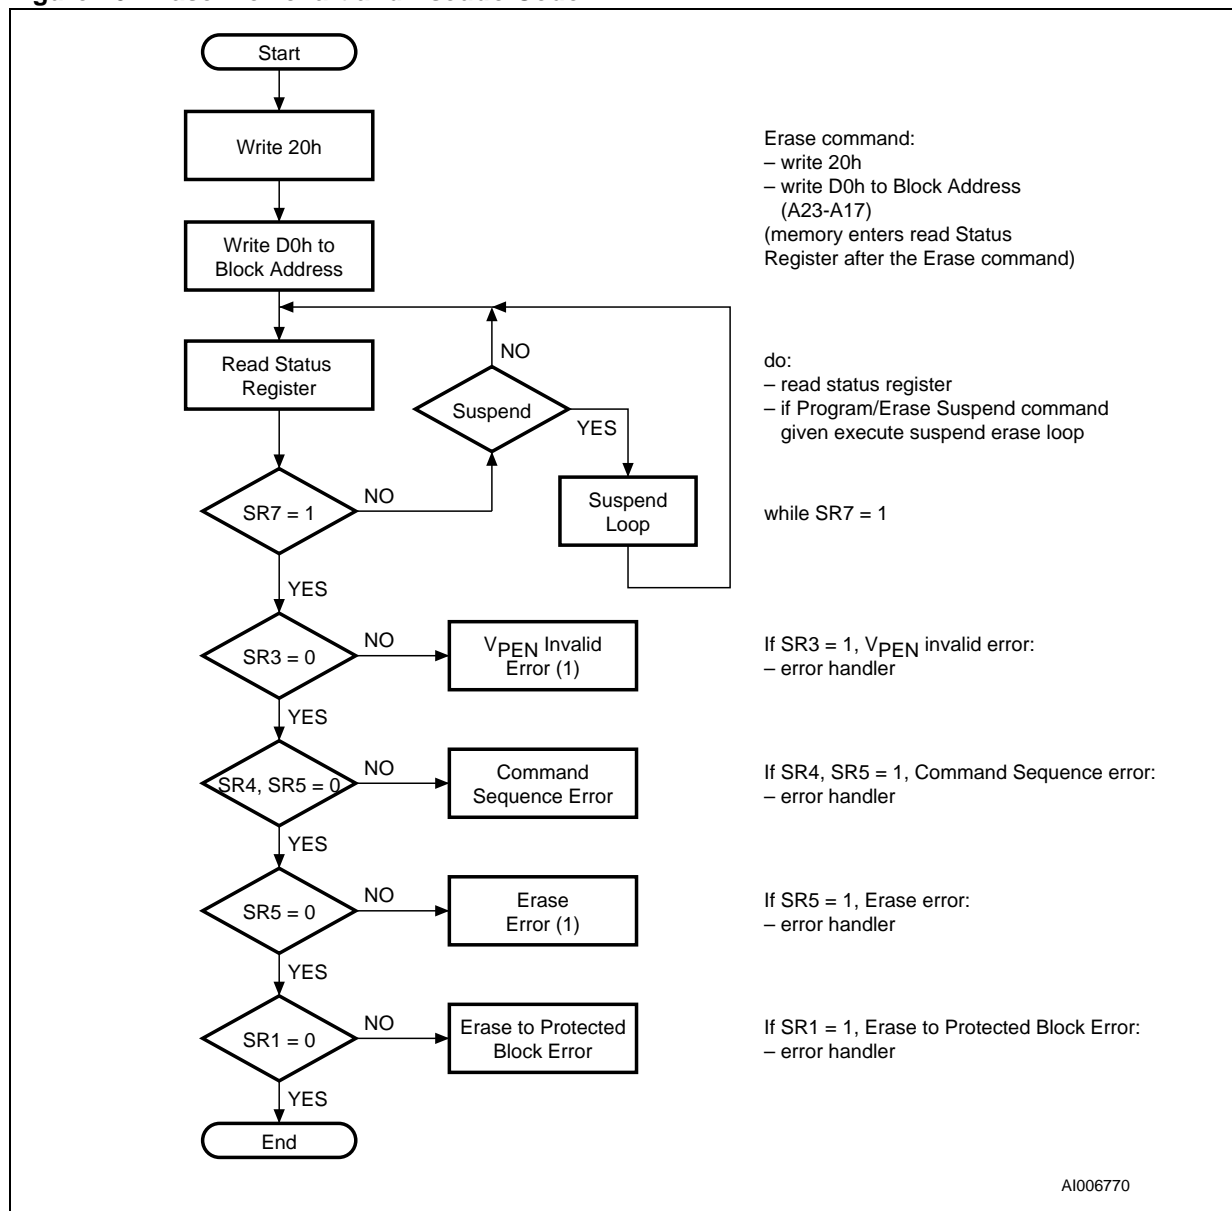 Start
Write 20h
Erase command:
– write 20h
– write D0h to Block Address
(A23-A17)
(memory enters read Status
Register after the Erase command)
Write D0h to
Block Address
NO
Read Status
Register
Suspend
YES
do:
– read status register
– if Program/Erase Suspend command
given execute suspend erase loop
SR7 = 1
NO
Suspend
Loop
while SR7 = 1
YES
SR3 = 0
NO
VPEN Invalid
Error (1)
If SR3 = 1, VPEN invalid error:
– error handler
YES
SR4, SR5 = 0
NO
Command
Sequence Error
If SR4, SR5 = 1, Command Sequence error:
– error handler
YES
SR5 = 0
NO
Erase
Error (1)
If SR5 = 1, Erase error:
– error handler
YES
SR1 = 0
NO
Erase to Protected
Block Error
If SR1 = 1, Erase to Protected Block Error:
– error handler
YES
End
AI006770